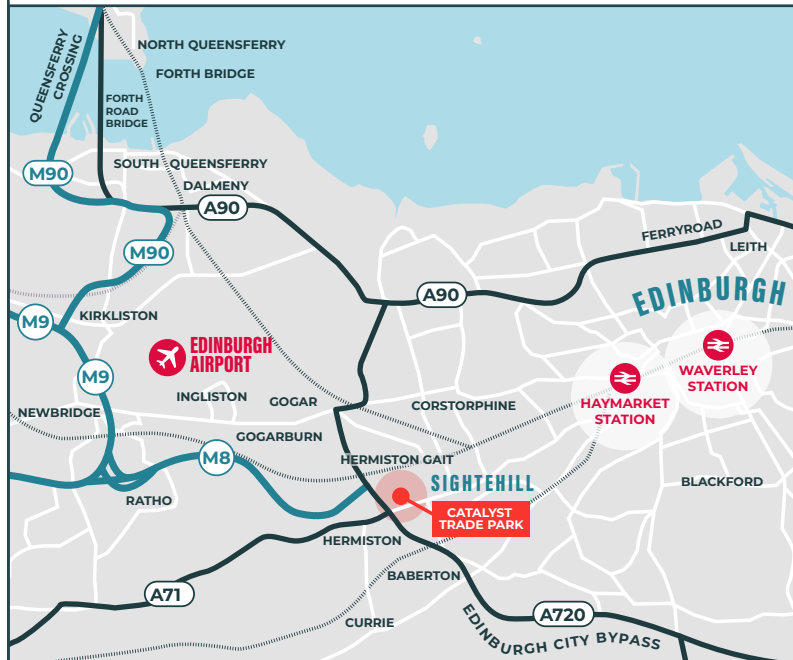 NORTH QUEENSFERRY
QUEENSFERRY
CROSSING
FORTH BRIDGE
FORTH
ROAD
BRIDGE
SOUTH QUEENSFERRY
M90
DALMENY
A90
FERRYROAD
LEITH
M90
EDINBURGH
A90
KIRKLISTON
M9
EDINBURGH
AIRPORT
WAVERLEY
STATION
M9
INGLISTON
GOGAR
CORSTORPHINE
HAYMARKET
STATION
NEWBRIDGE
GOGARBURN
M8
HERMISTON GAIT
SIGHTEHILL
BLACKFORD
RATHO
CATALYST
TRADE PARK
HERMISTON
BABERTON
A71
A720
CURRIE
EDINBURGH CITY BYPASS